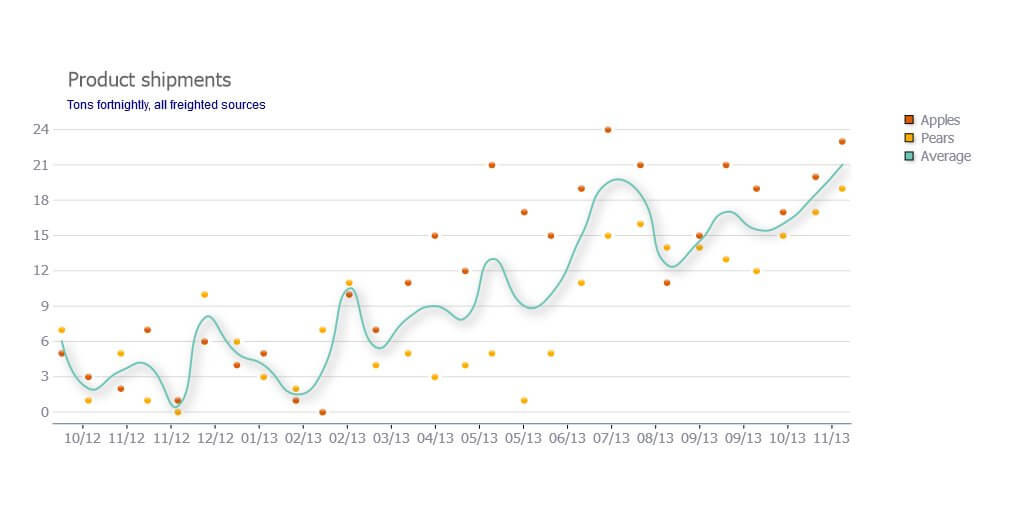 Product shipments
Tons fortnightly, all freighted sources
Apples
Pears
Average
24
21
18
15
12
9
6
3
0
10/12 11/12 11/12 12/12 01/13 02/13 02/13 03/13 04/13 05/13 05/13 06/13 07/13 08/13 09/13 09/13 10/13 11/13